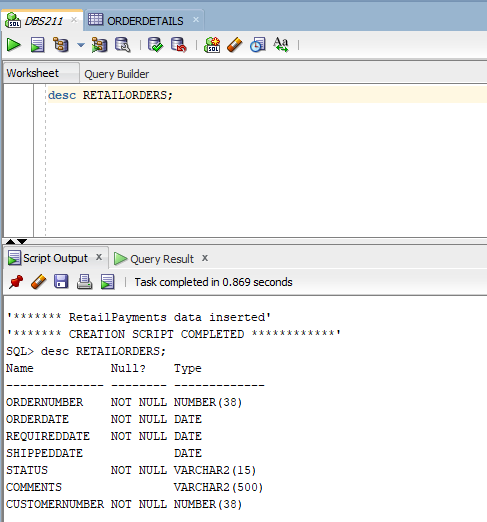 DBS211 ORDERDETAILS
Worksheet Query Builder
desc RETAILORDERS;
Script Output x Query Result x
Task completed in 0.869 seconds
'******* RetailPayments data inserted'
'******* CREATION SCRIPT COMPLETED ************'
SQL> desc RETAILORDERS;
Name           Null?    Type
-------------- -------- -------------
ORDERNUMBER    NOT NULL NUMBER(38)
ORDERDATE      NOT NULL DATE
REQUIREDDATE   NOT NULL DATE
SHIPPEDDATE             DATE
STATUS         NOT NULL VARCHAR2(15)
COMMENTS                VARCHAR2(500)
CUSTOMERNUMBER NOT NULL NUMBER(38)